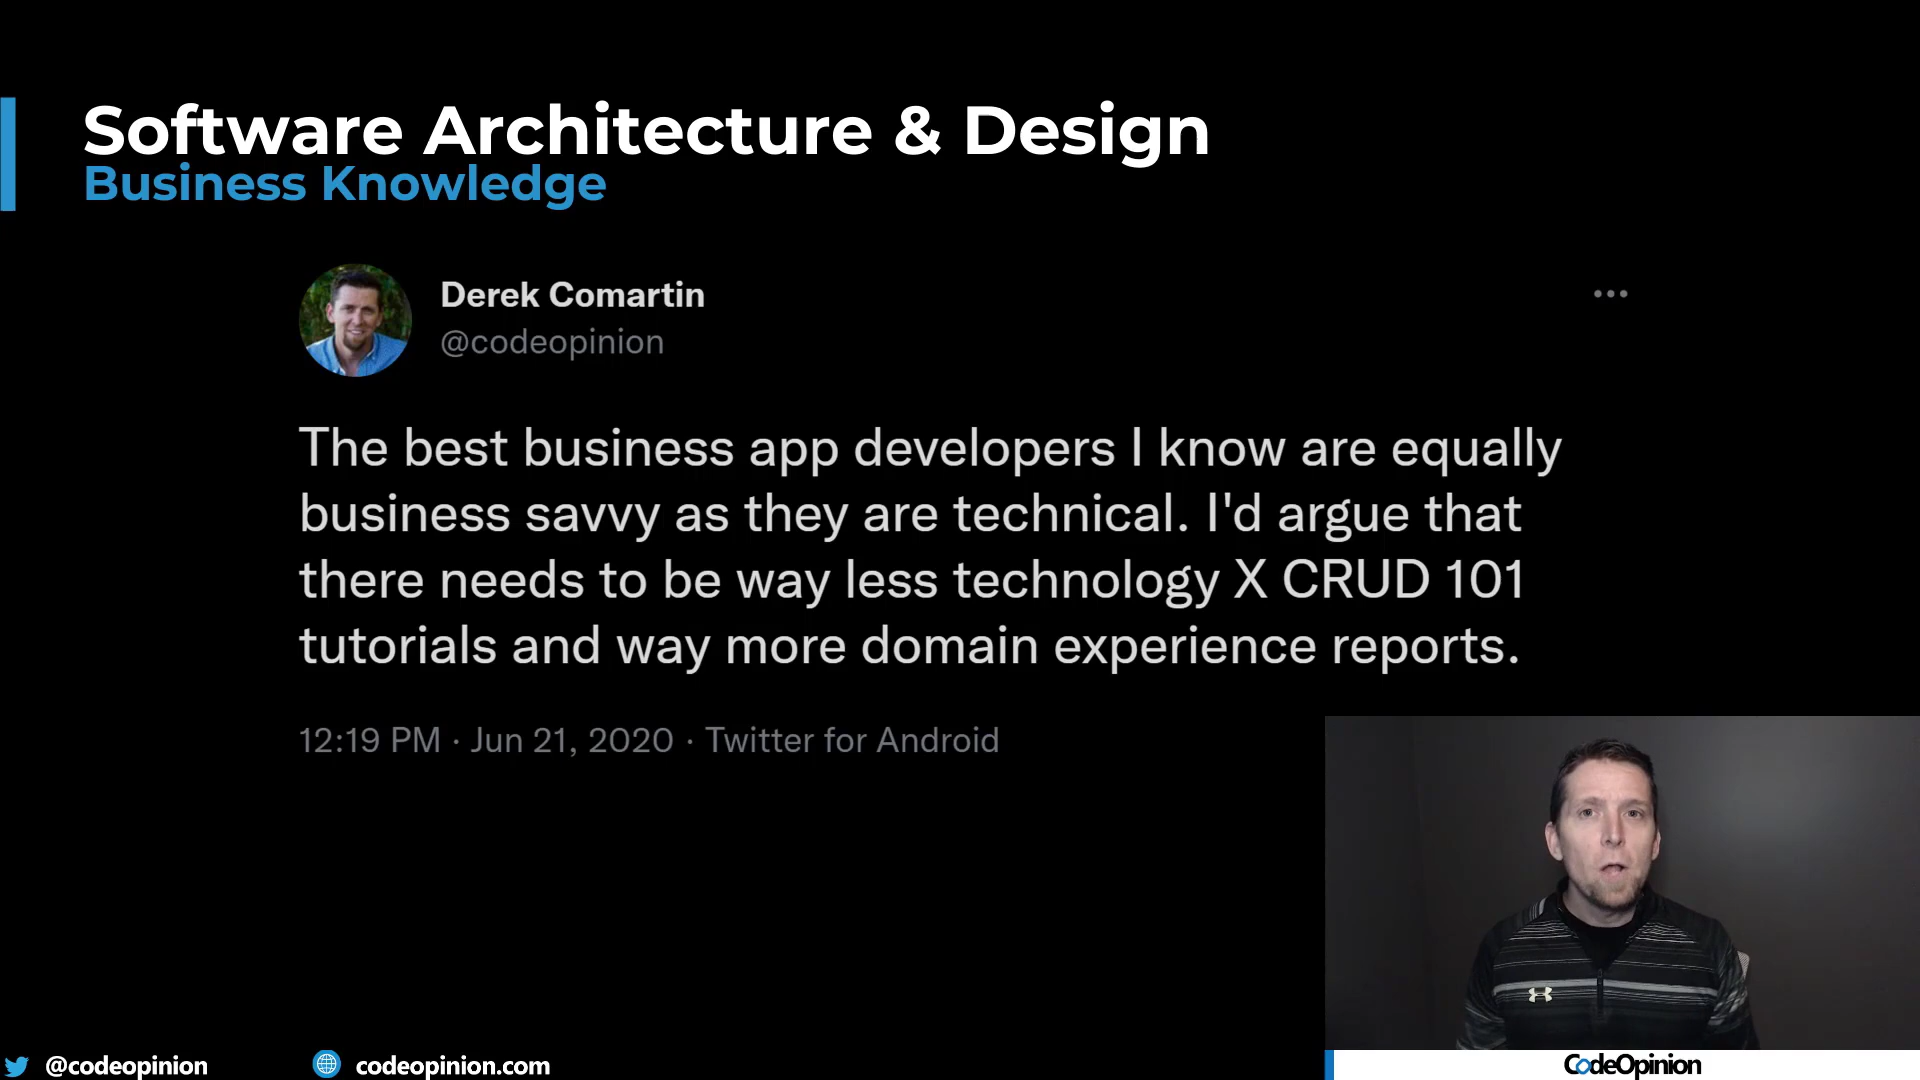 Software Architecture & Design
Business Knowledge
Derek Comartin
@codeopinion
The best business app developers I know are equally
business savvy as they are technical. I'd argue that
there needs to be way less technology X CRUD 101
tutorials and way more domain experience reports.
12:19 PM · Jun 21, 2020 · Twitter for Android
@codeopinion
codeopinion.com
CodeOpinion